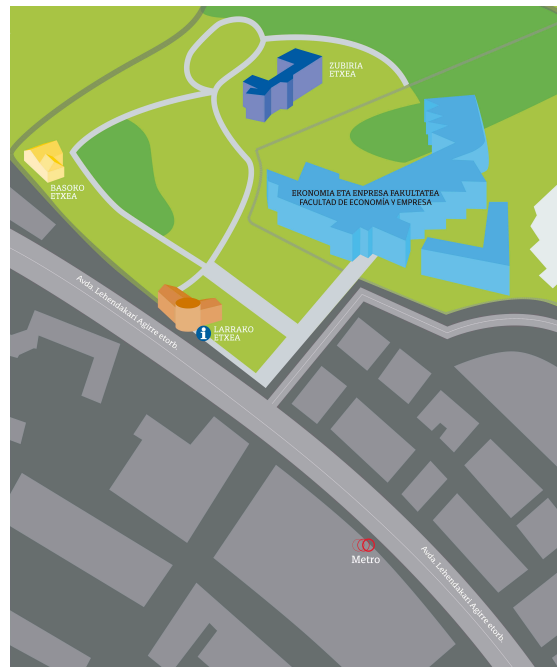 ZUBIRIA
ETXEA
BASOKO
ETXEA
EKONOMIA ETA ENPRESA FAKULTATEA
FACULTAD DE ECONOMÍA Y EMPRESA
Avda. Lehendakari Agirre etorb.
i
LARRAKO
ETXEA
Metro
Avda. Lehendakari Agirre etorb.